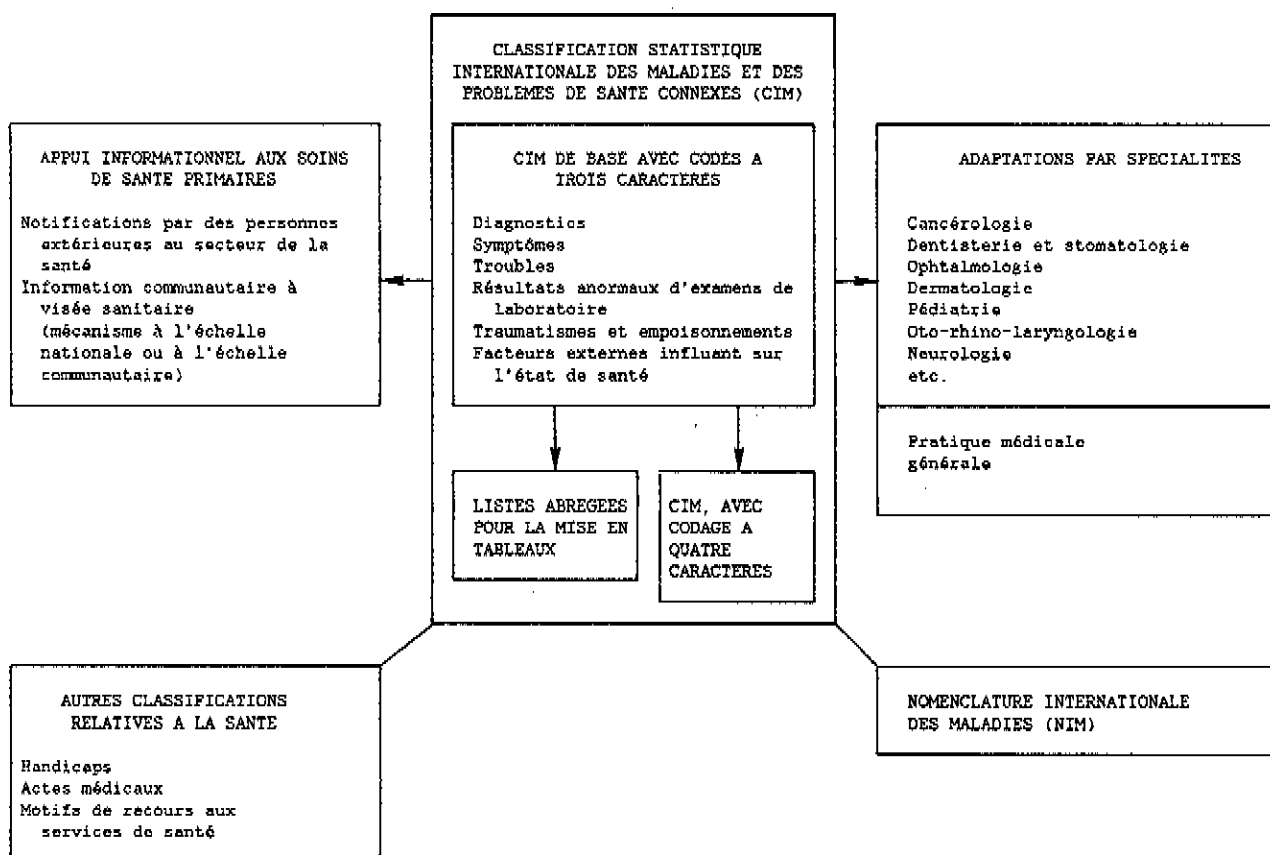 CLASSIFICATION STATISTIQUE
INTERNATIONALE DES MALADIES ET DES
PROBLEMES DE SANTE CONNEXES (CIM)
APPUI INFORMATIONNEL AUX SOINS
DE SANTE PRIMAIRES
Notifications par des personnes
extérieures au secteur de la
santé
Information communautaire à
visée sanitaire
(mécanisme à l'échelle
nationale ou à l'échelle
communautaire)
CIM DE BASE AVEC CODES A
TROIS CARACTERES
Diagnostics
Symptômes
Troubles
Résultats anormaux d'examens de
Laboratoire
Traumatismes et empoisonnements
Facteurs externes influant sur
l'état de santé
ADAPTATIONS PAR SPECIALITES
Cancérologie
Dentisterie et stomatologie
Ophtalmologie
Dermatologie
Pédiatrie
Oto-rhino-laryngologie
Neurologie
etc.
Pratique médicale
générale
LISTES ABREGEES
POUR LA MISE EN
TABLEAUX
CIM, AVEC
CODAGE A
QUATRE
CARACTERES
AUTRES CLASSIFICATIONS
RELATIVES A LA SANTE
Handicaps
Actes médicaux
Motifs de recours aux
services de santé
NOMENCLATURE INTERNATIONALE
DES MALADIES (NIM)